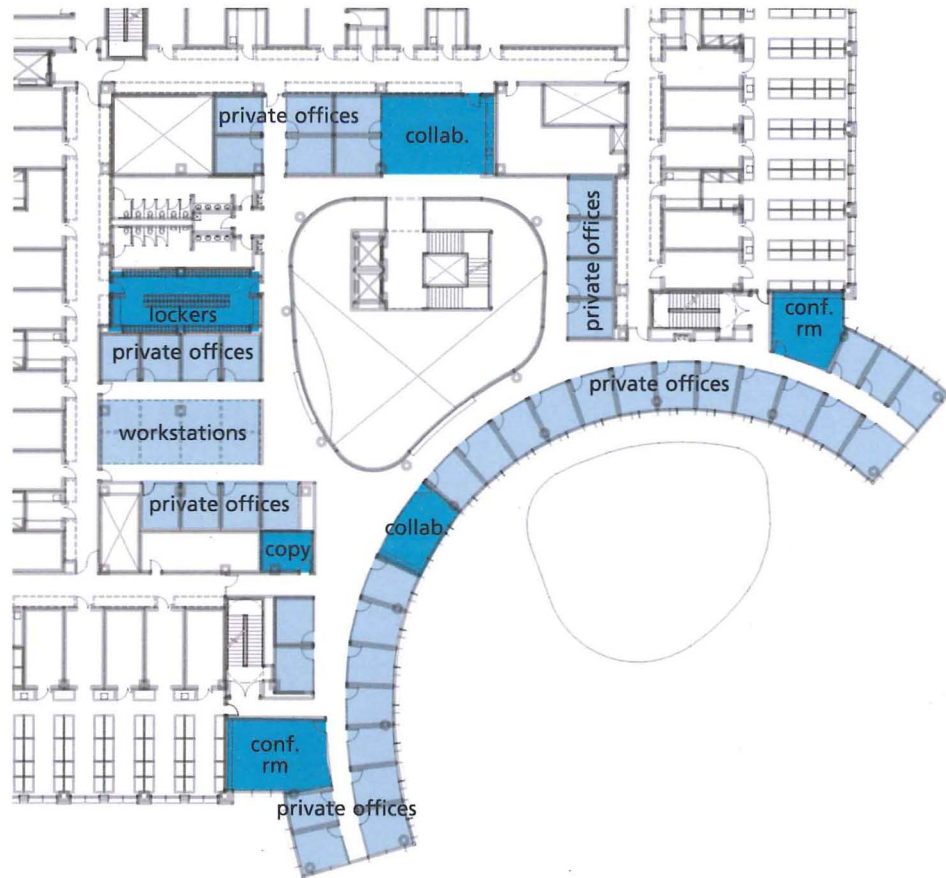 private offices
collab.
private offices
lockers
conf.
rm
private offices
private offices
workstations
private offices
collab.
copy
conf.
rm
private offices